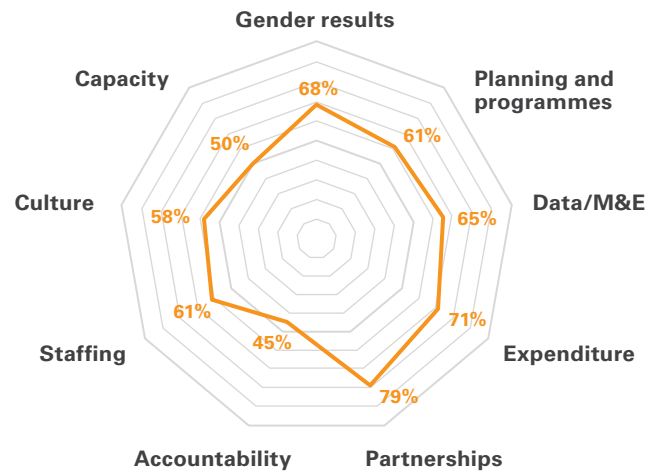 Gender results
Capacity
Planning and
programmes
68%
61%
50%
Culture
58%
65%
Data/M&E
61%
71%
Staffing
45%
Expenditure
79%
Accountability
Partnerships